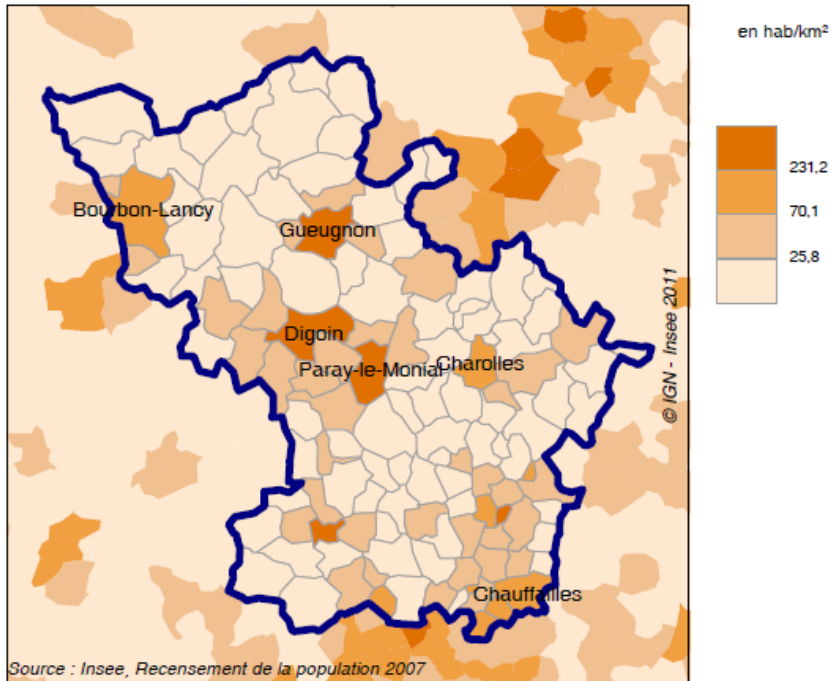 en hab/km²
231,2
70,1
25,8
Bourbon-Lancy
Gueugnon
Digoin
Paray-le-Monial
Charolles
Chauffailles
© IGN - Insee 2011
Source : Insee, Recensement de la population 2007